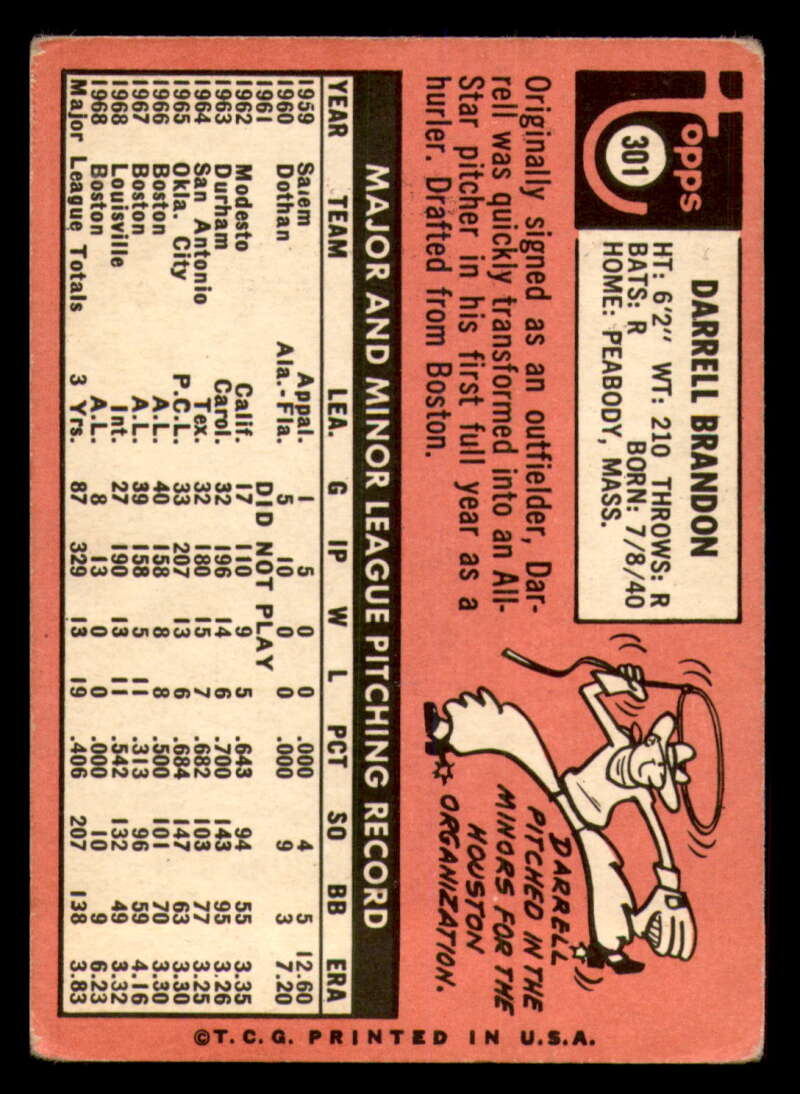 Topps
301
DARRELL BRANDON
HT: 6'2" WT: 210 THROWS: R
BATS: R BORN: 7/8/40
HOME: PEABODY, MASS.
Originally signed as an outfielder, Dar-
rell was quickly transformed into an All-
Star pitcher in his first full year as a
hurler. Drafted from Boston.
DARRELL
PITCHED IN THE
MINORS FOR THE
HOUSTON
ORGANIZATION.
MAJOR AND MINOR LEAGUE PITCHING RECORD
YEAR TEAM LEA. G IP W L PCT SO BB ERA
1959 Salem Appal. 1 5 0 0 .000 4 5 12.60
1960 Dothan Ala.-Fla. 5 10 0 0 .000 9 3 7.20
1961 DID NOT PLAY
1962 Modesto Calif. 17 110 9 5 .643 94 55 3.35
1963 Durham Carol. 32 196 14 6 .700 143 95 3.26
1964 San Antonio Tex. 32 180 15 7 .682 103 77 3.25
1965 Okla. City P.C.L. 33 207 13 6 .684 147 63 3.30
1966 Boston A.L. 40 158 8 8 .500 101 70 3.30
1967 Boston A.L. 39 158 5 11 .313 96 59 4.16
1968 Louisville Int. 27 190 13 11 .542 132 49 3.32
1968 Boston A.L. 8 13 0 0 .000 10 9 6.23
Major League Totals 3 Yrs. 87 329 13 19 .406 207 138 3.83
©T.C.G. PRINTED IN U.S.A.